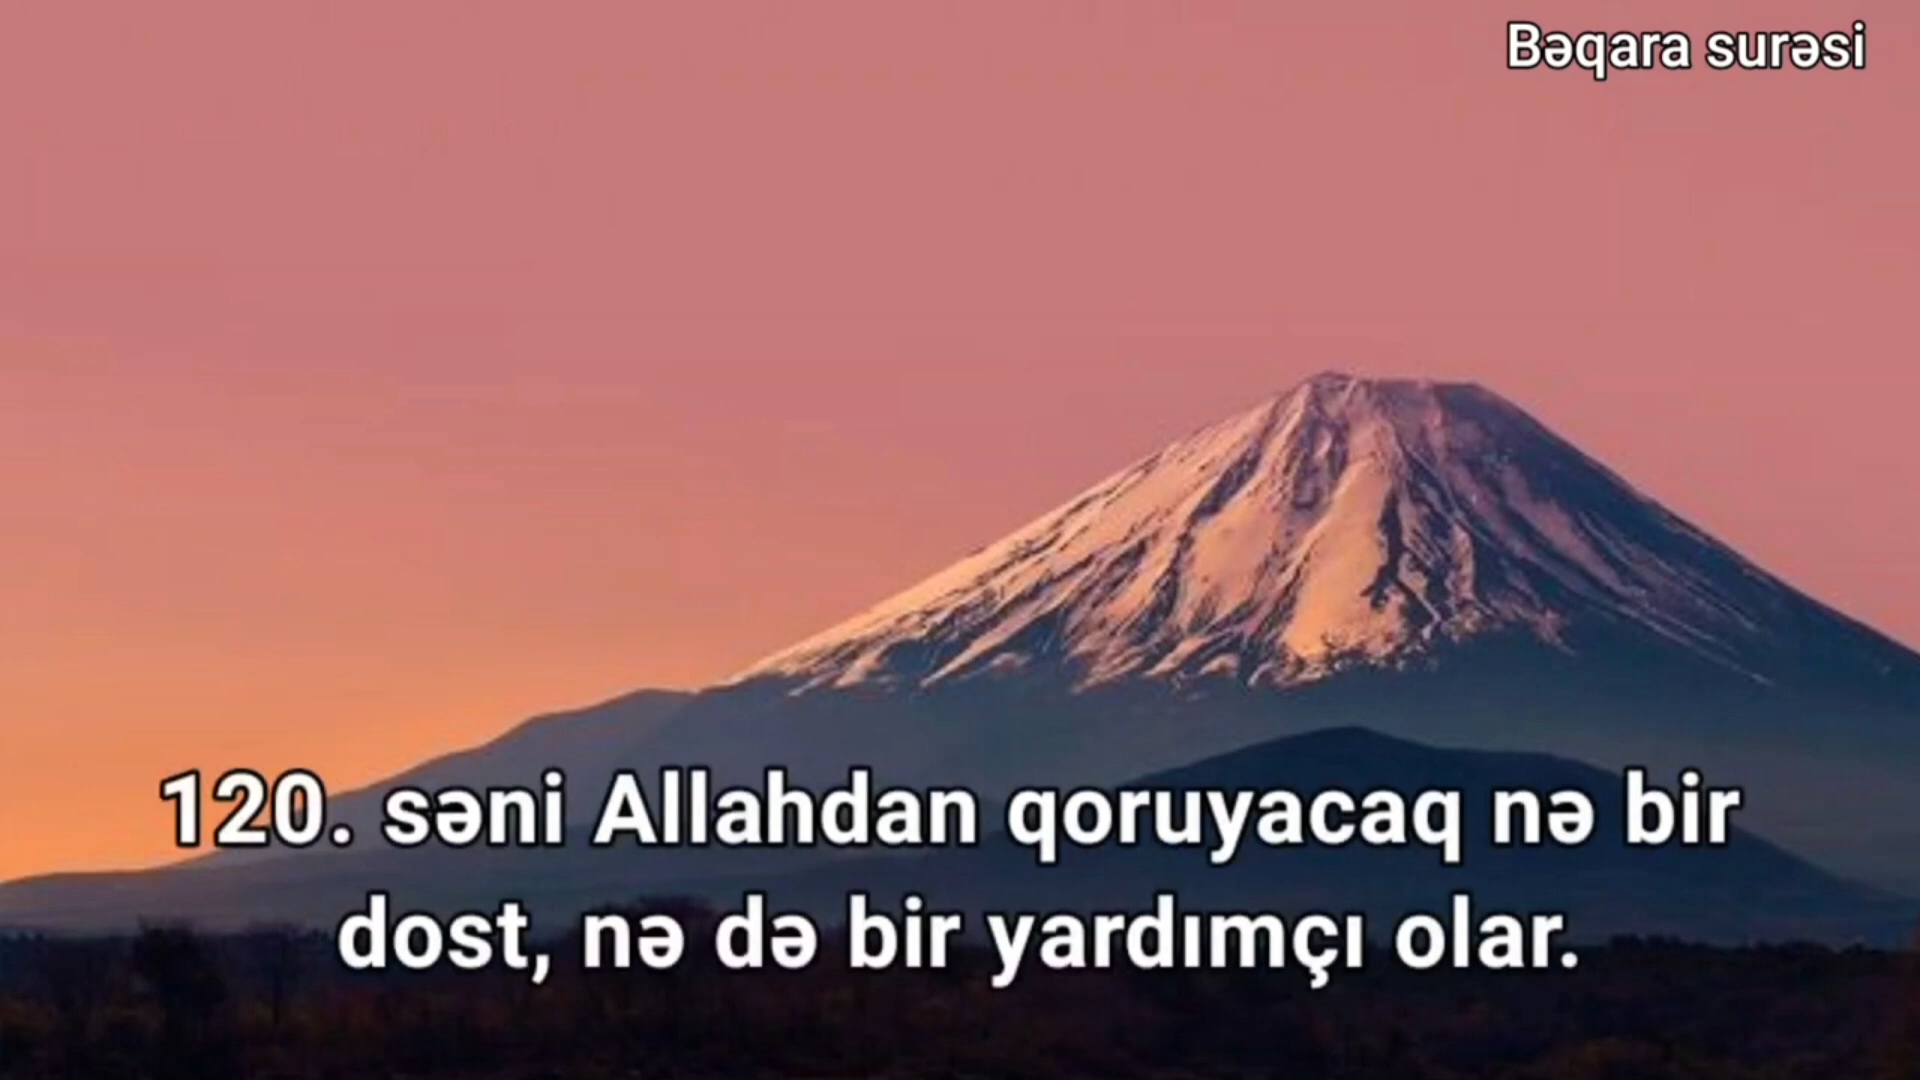 Bəqara surəsi
120. səni Allahdan qoruyacaq nə bir
dost, nə də bir yardımçı olar.